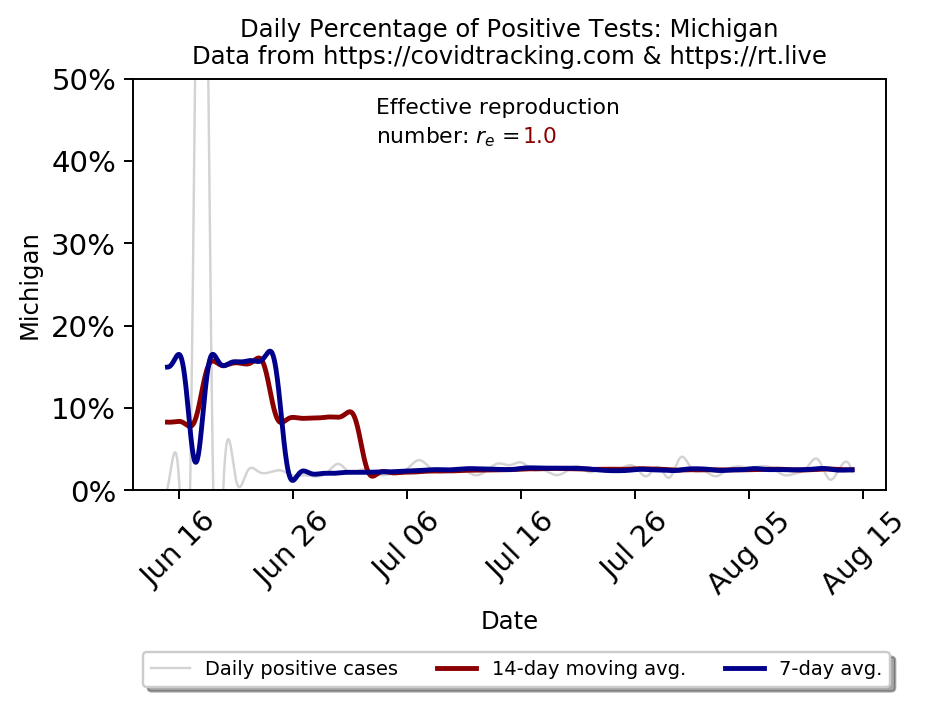 Daily Percentage of Positive Tests: Michigan
Data from https://covidtracking.com & https://rt.live
50%
40%
30%
20%
10%
0%
Michigan
Effective reproduction
number: rₑ =1.0
Jun 16
Jun 26
Jul 06
Jul 16
Jul 26
Aug 05
Aug 15
Date
Daily positive cases
14-day moving avg.
7-day avg.